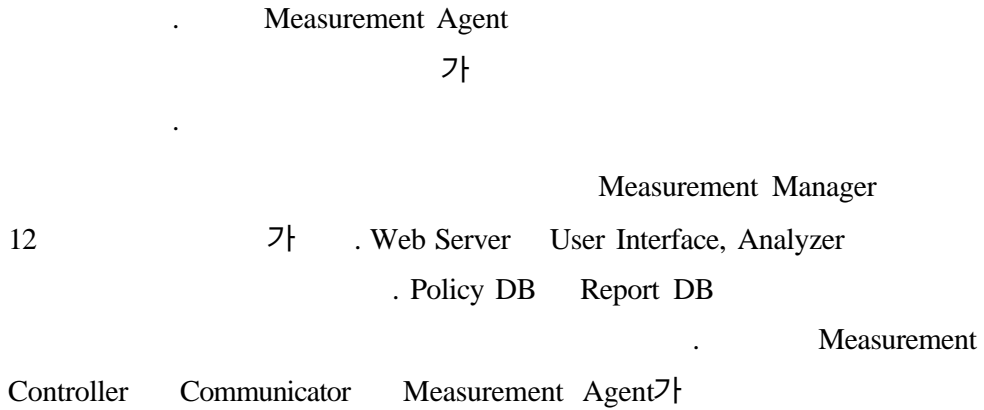 . Measurement Agent
가
.
Measurement Manager
12 가 . Web Server User Interface, Analyzer
. Policy DB Report DB
. Measurement
Controller Communicator Measurement Agent가